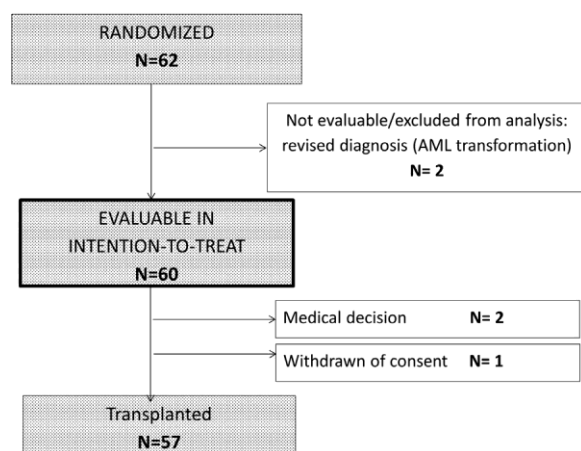 RANDOMIZED
N=62
Not evaluable/excluded from analysis:
revised diagnosis (AML transformation)
N= 2
EVALUABLE IN
INTENTION-TO-TREAT
N=60
Medical decision N= 2
Withdrawn of consent N= 1
Transplanted
N=57